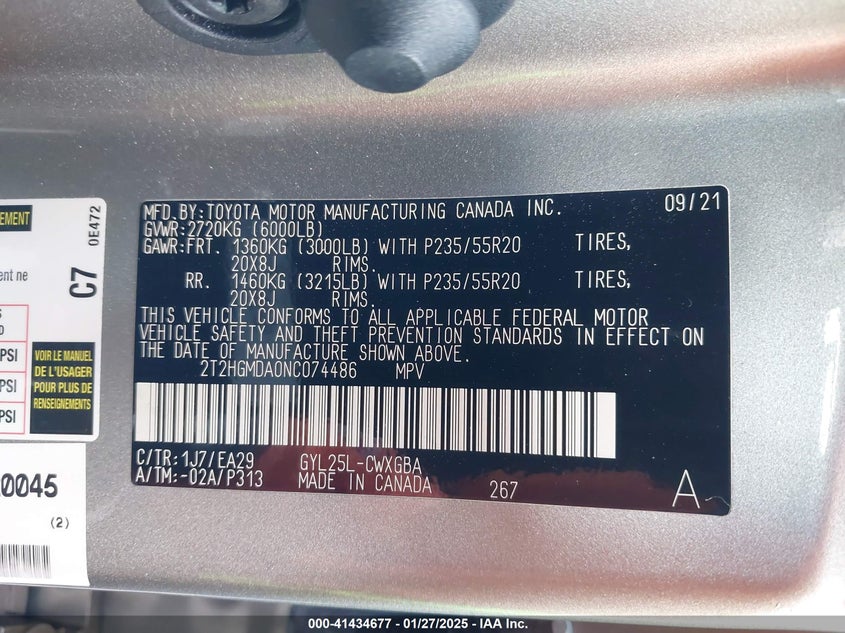 MFD.BY:TOYOTA MOTOR MANUFACTURING CANADA INC. 09/21
GVWR:2720KG (6000LB)
GAWR:FRT. 1360KG (3000LB) WITH P235/55R20 TIRES,
20X8J RIMS.
RR. 1460KG (3215LB) WITH P235/55R20 TIRES,
20X8J RIMS.
THIS VEHICLE CONFORMS TO ALL APPLICABLE FEDERAL MOTOR
VEHICLE SAFETY AND THEFT PREVENTION STANDARDS IN EFFECT ON
THE DATE OF MANUFACTURE SHOWN ABOVE.
2T2HGMDA0NC074486 MPV
C/TR:1J7/EA29 GYL25L-CWXGBA
A/TM:-02A/P313 MADE IN CANADA 267 A
0E472
C7
PSI
VOIR LE MANUEL
DE L'USAGER
PSI
POUR PLUS DE
RENSEIGNEMENTS
PSI
0045
(2)
000-41434677 - 01/27/2025 - IAA Inc.